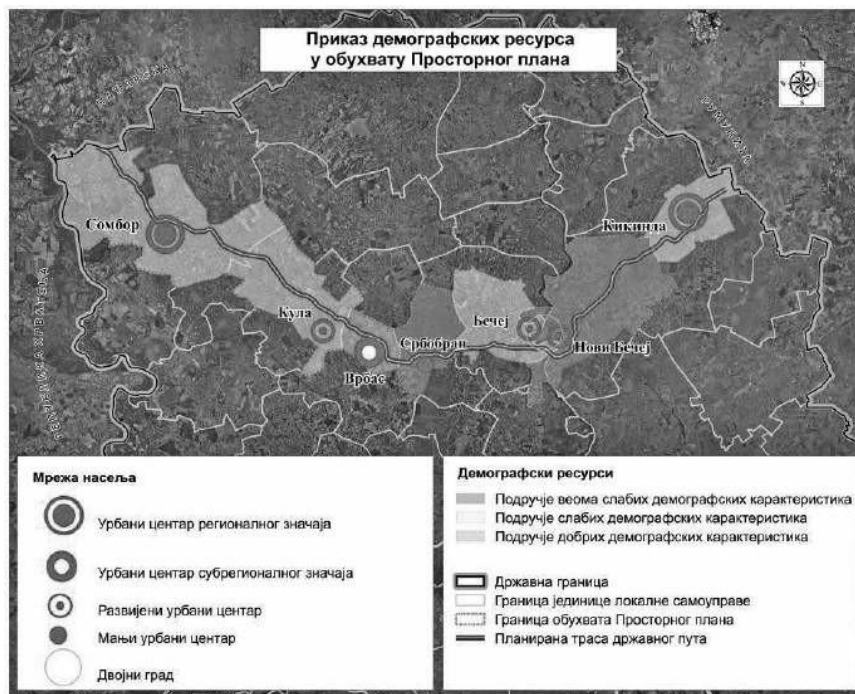 Приказ демографских ресурса
у обухвату Просторног плана
N
S
РУМУНИЈА
РЕПУБЛИКА ХРВАТСКА
Сомбор
Кикинда
Кула
Бечеј
Србобран
Нови Бечеј
Врбас
Мрежа насеља
Урбани центар регионалног значаја
Урбани центар субрегионалног значаја
Развијени урбани центар
Мањи урбани центар
Двојни град
Демографски ресурси
Подручје веома слабих демографских карактеристика
Подручје слабих демографских карактеристика
Подручје добрих демографских карактеристика
Државна граница
Граница јединице локалне самоуправе
Граница обухвата Просторног плана
Планирана траса државног пута